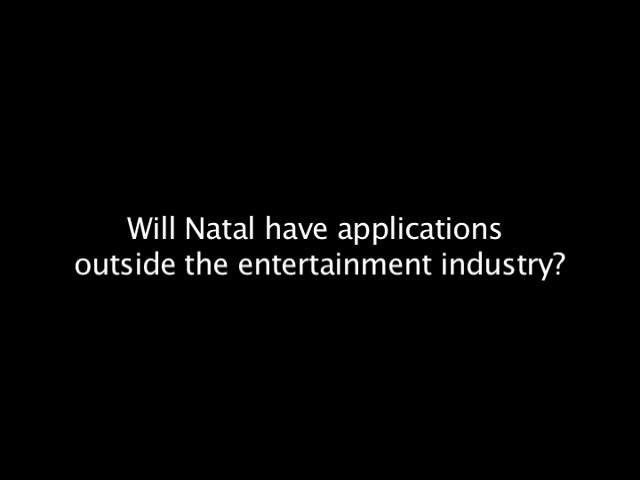 Will Natal have applications
outside the entertainment industry?